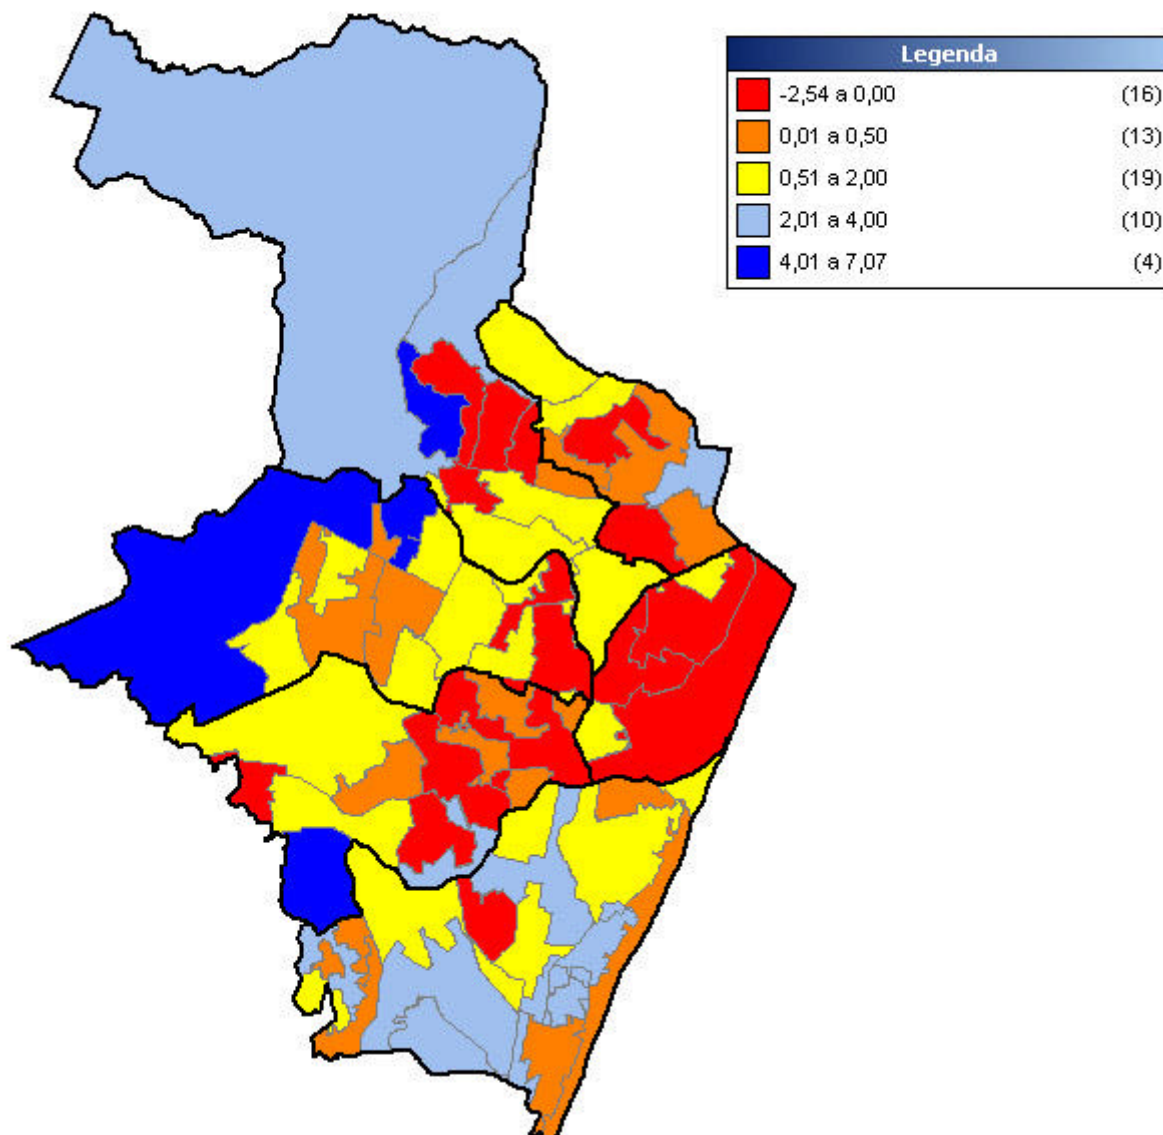 Legenda
-2,54 a 0,00 (16)
0,01 a 0,50 (13)
0,51 a 2,00 (19)
2,01 a 4,00 (10)
4,01 a 7,07 (4)